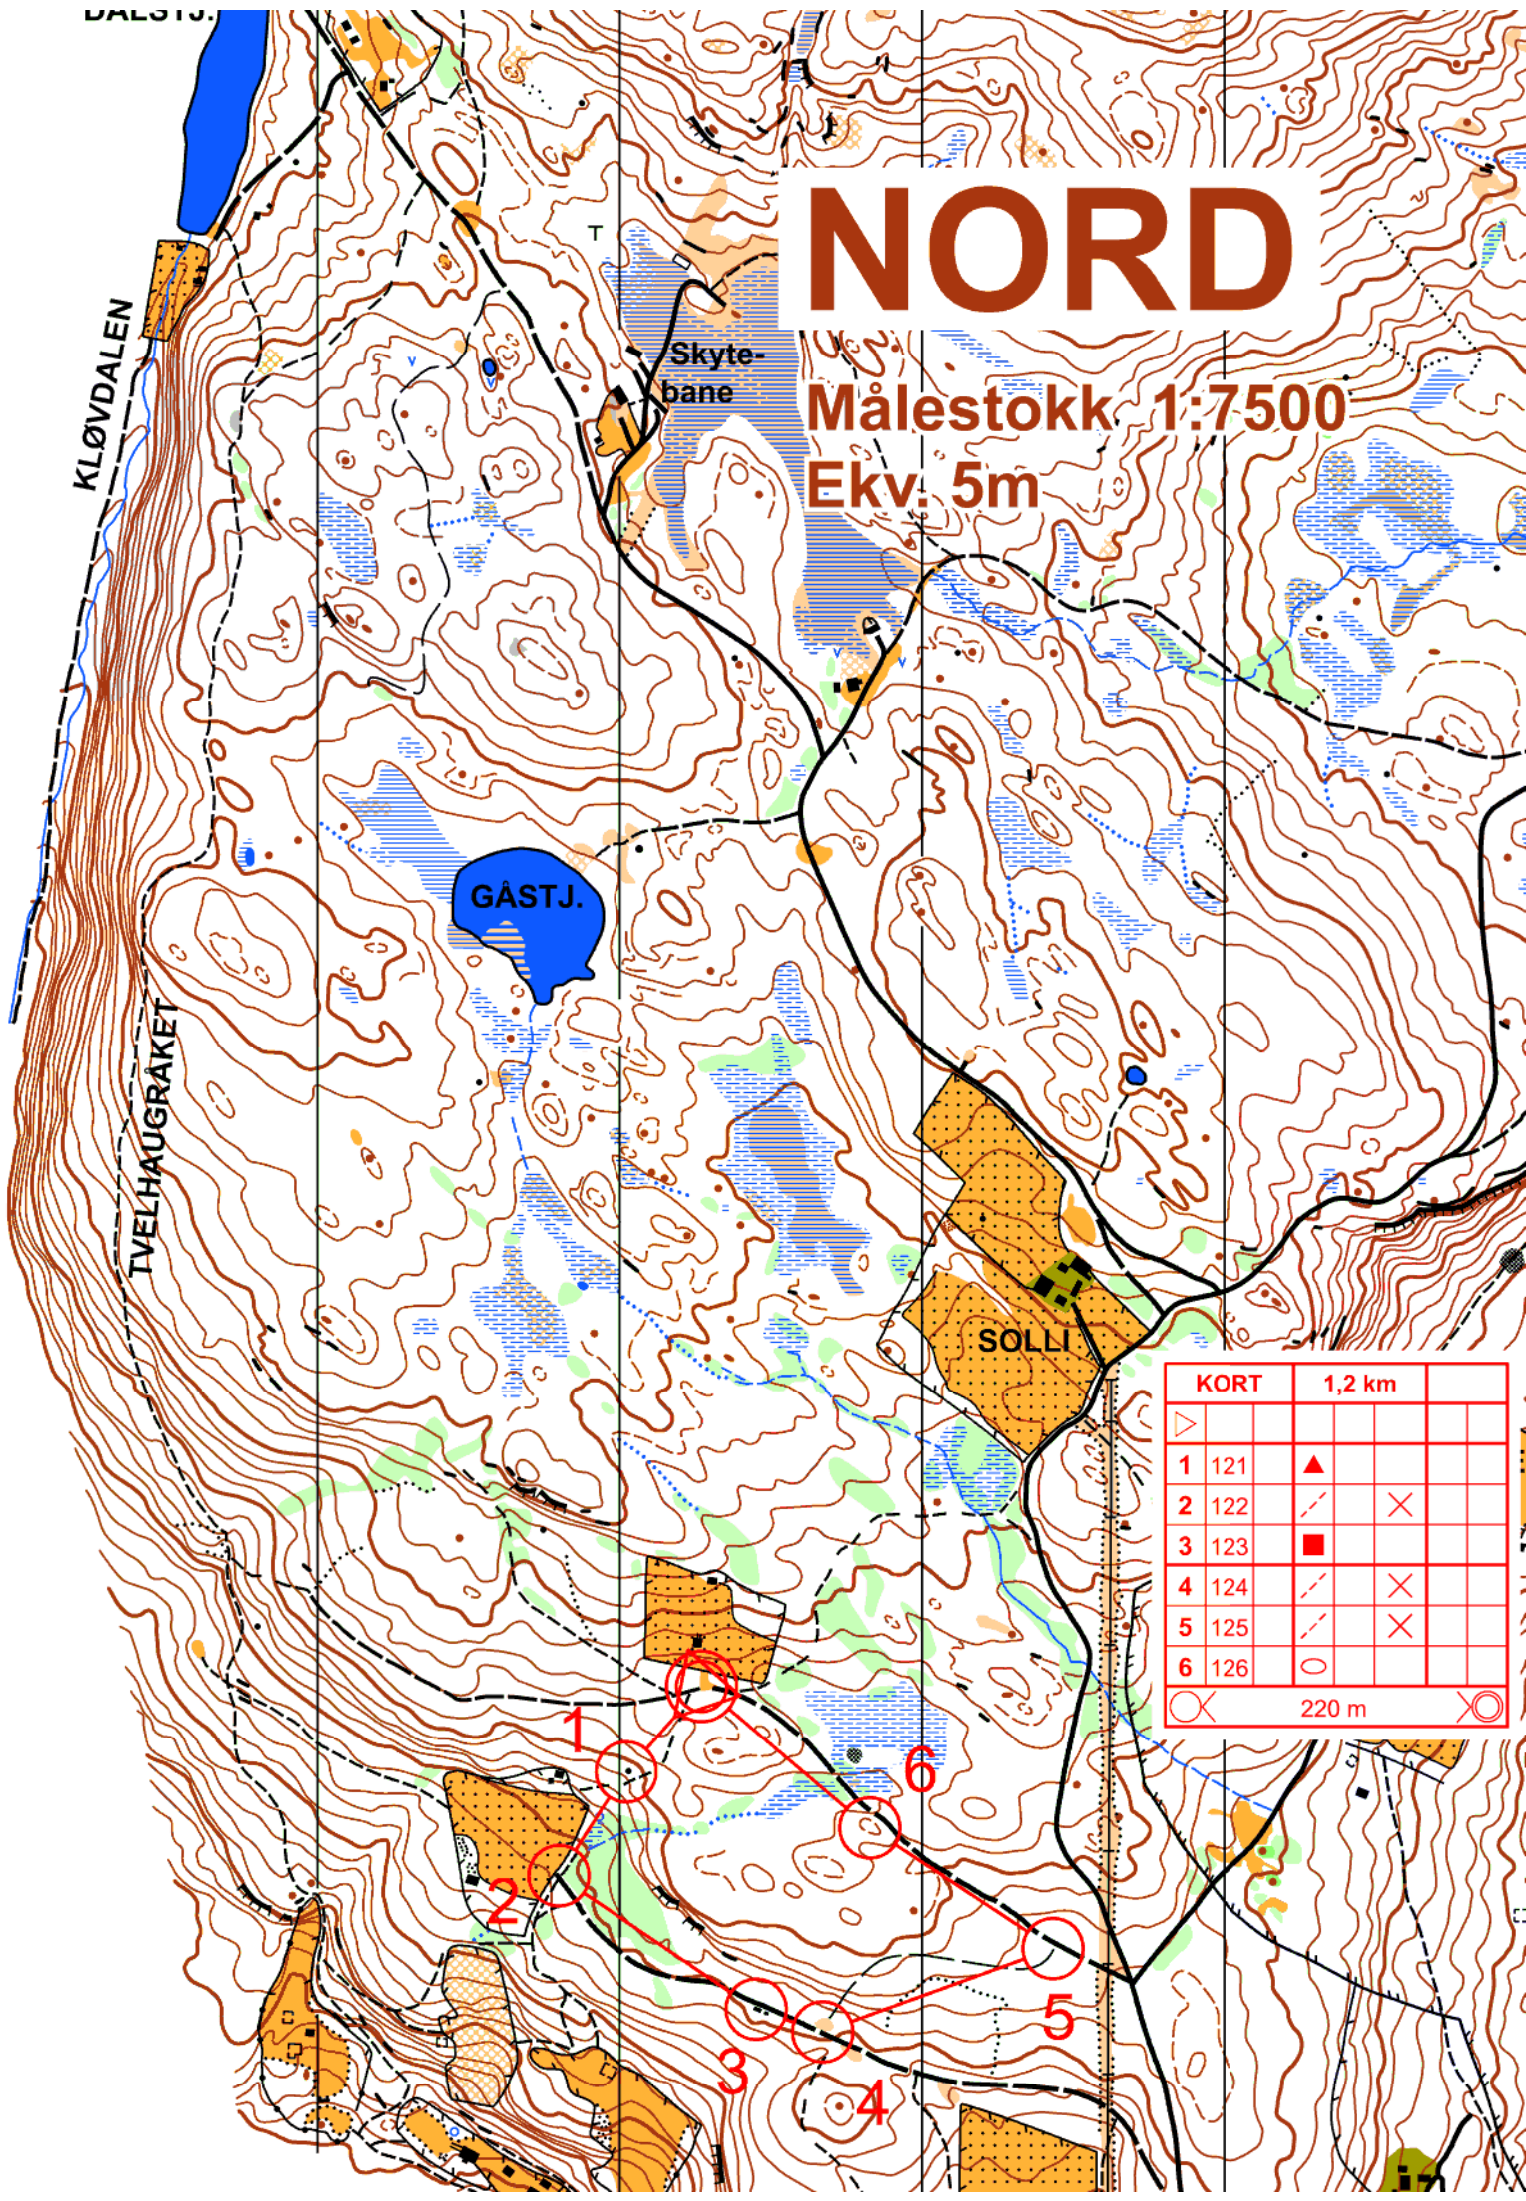 DALSTJ.
NORD
Målestokk 1:7500
Ekv. 5m
Skyte-
bane
KLØVDALEN
GÅSTJ.
TVELHAUGRÅKET
SOLLI
KORT 1,2 km
1 121
2 122
3 123
4 124
5 125
6 126
220 m
1
6
2
5
3
4